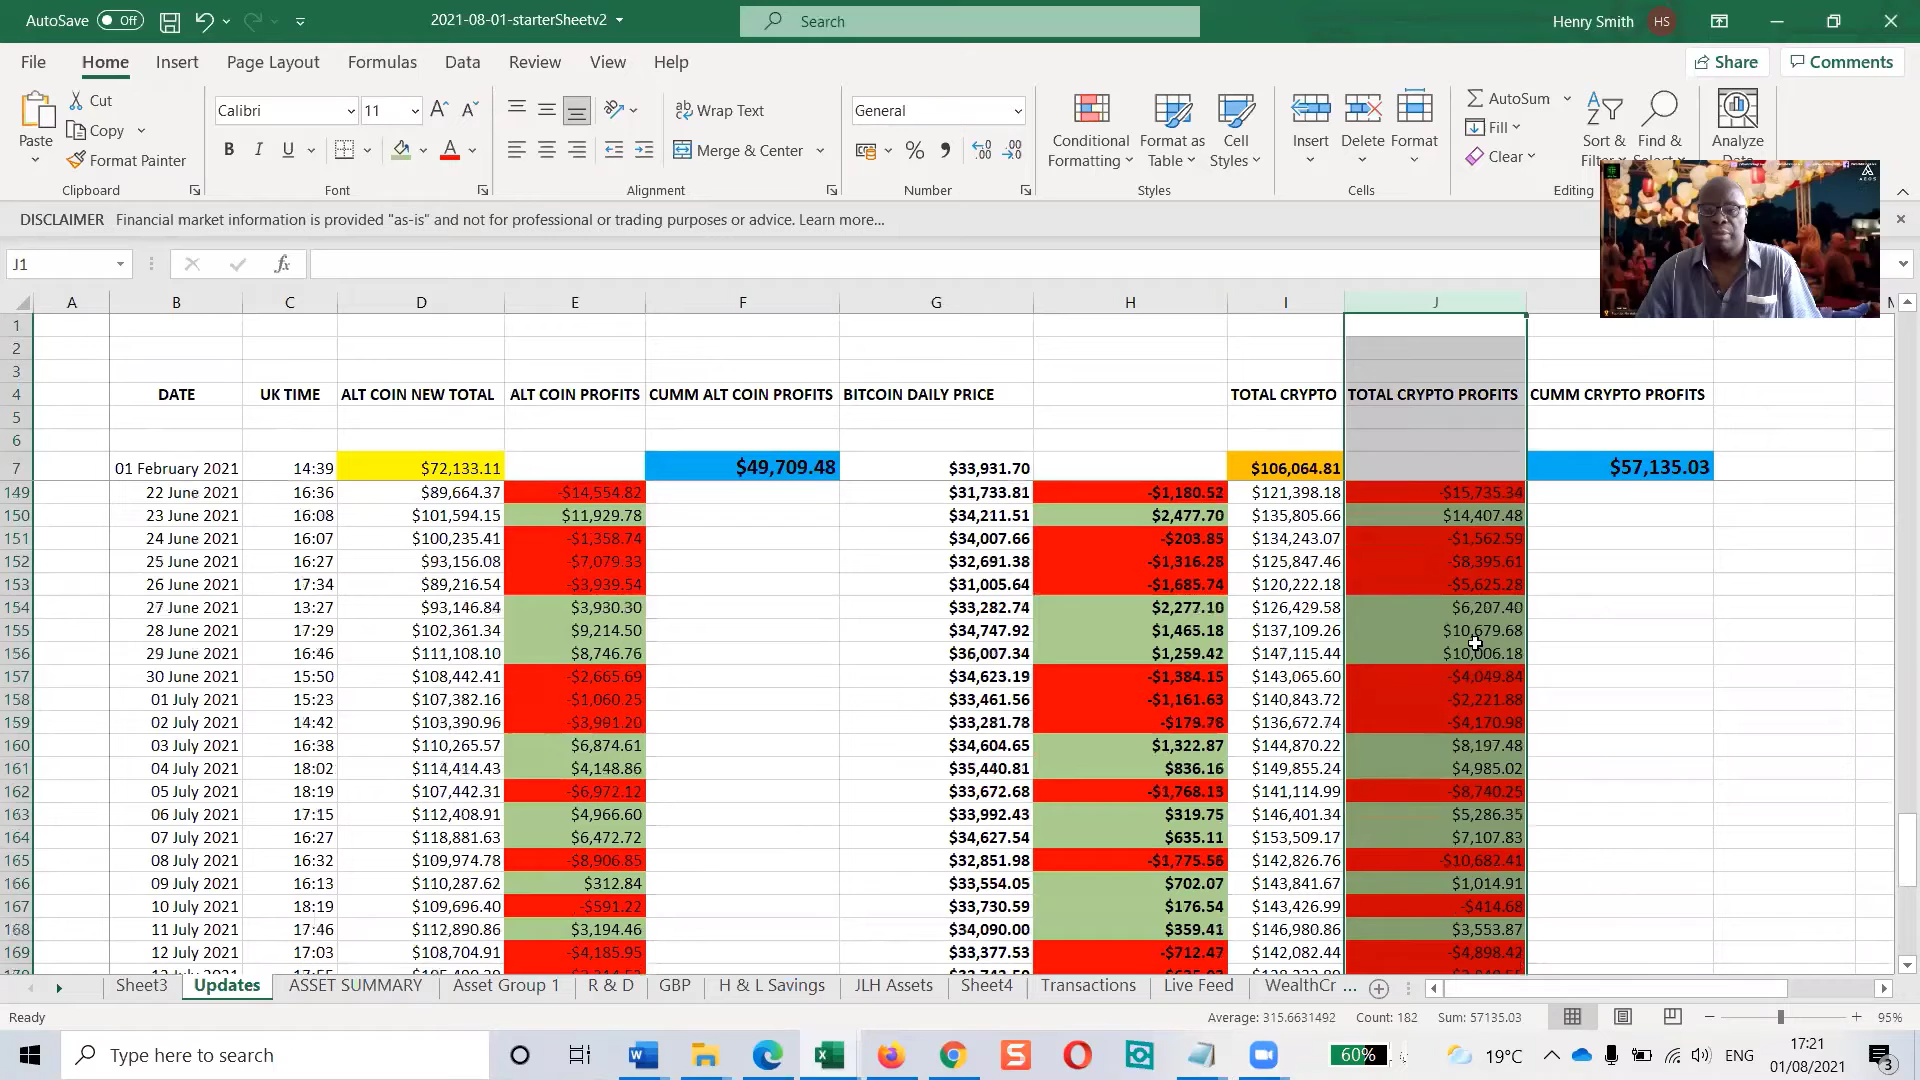 AutoSave Off 2021-08-01-starterSheetv2 Search Henry Smith HS
File Home Insert Page Layout Formulas Data Review View Help Share Comments
Paste Cut Copy Format Painter Clipboard
Calibri 11 B I U A A Font
Wrap Text Merge & Center Alignment
General % Number
Conditional Formatting Format as Table Cell Styles Styles
Insert Delete Format Cells
AutoSum Fill Clear Sort & Find & Editing
Analyze
DISCLAIMER Financial market information is provided "as-is" and not for professional or trading purposes or advice. Learn more...
J1 fx
A B C D E F G H I J
1
2
3
4 DATE UK TIME ALT COIN NEW TOTAL ALT COIN PROFITS CUMM ALT COIN PROFITS BITCOIN DAILY PRICE TOTAL CRYPTO TOTAL CRYPTO PROFITS CUMM CRYPTO PROFITS
5
6
7 01 February 2021 14:39 $72,133.11 $49,709.48 $33,931.70 $106,064.81 $57,135.03
149 22 June 2021 16:36 $89,664.37 -$14,554.82 $31,733.81 -$1,180.52 $121,398.18 -$15,735.34
150 23 June 2021 16:08 $101,594.15 $11,929.78 $34,211.51 $2,477.70 $135,805.66 $14,407.48
151 24 June 2021 16:07 $100,235.41 -$1,358.74 $34,007.66 -$203.85 $134,243.07 -$1,562.59
152 25 June 2021 16:27 $93,156.08 -$7,079.33 $32,691.38 -$1,316.28 $125,847.46 -$8,395.61
153 26 June 2021 17:34 $89,216.54 -$3,939.54 $31,005.64 -$1,685.74 $120,222.18 -$5,625.28
154 27 June 2021 13:27 $93,146.84 $3,930.30 $33,282.74 $2,277.10 $126,429.58 $6,207.40
155 28 June 2021 17:29 $102,361.34 $9,214.50 $34,747.92 $1,465.18 $137,109.26 $10,679.68
156 29 June 2021 16:46 $111,108.10 $8,746.76 $36,007.34 $1,259.42 $147,115.44 $10,006.18
157 30 June 2021 15:50 $108,442.41 -$2,665.69 $34,623.19 -$1,384.15 $143,065.60 -$4,049.84
158 01 July 2021 15:23 $107,382.16 -$1,060.25 $33,461.56 -$1,161.63 $140,843.72 -$2,221.88
159 02 July 2021 14:42 $103,390.96 -$3,991.20 $33,281.78 -$179.78 $136,672.74 -$4,170.98
160 03 July 2021 16:38 $110,265.57 $6,874.61 $34,604.65 $1,322.87 $144,870.22 $8,197.48
161 04 July 2021 18:02 $114,414.43 $4,148.86 $35,440.81 $836.16 $149,855.24 $4,985.02
162 05 July 2021 18:19 $107,442.31 -$6,972.12 $33,672.68 -$1,768.13 $141,114.99 -$8,740.25
163 06 July 2021 17:15 $112,408.91 $4,966.60 $33,992.43 $319.75 $146,401.34 $5,286.35
164 07 July 2021 16:27 $118,881.63 $6,472.72 $34,627.54 $635.11 $153,509.17 $7,107.83
165 08 July 2021 16:32 $109,974.78 -$8,906.85 $32,851.98 -$1,775.56 $142,826.76 -$10,682.41
166 09 July 2021 16:13 $110,287.62 $312.84 $33,554.05 $702.07 $143,841.67 $1,014.91
167 10 July 2021 18:19 $109,696.40 -$591.22 $33,730.59 $176.54 $143,426.99 -$414.68
168 11 July 2021 17:46 $112,890.86 $3,194.46 $34,090.00 $359.41 $146,980.86 $3,553.87
169 12 July 2021 17:03 $108,704.91 -$4,185.95 $33,377.53 -$712.47 $142,082.44 -$4,898.42
Sheet3 Updates ASSET SUMMARY Asset Group 1 R & D GBP H & L Savings JLH Assets Sheet4 Transactions Live Feed WealthCr ...
Ready Average: 315.6631492 Count: 182 Sum: 57135.03 95%
Type here to search 60% 19°C ENG 17:21
01/08/2021 3